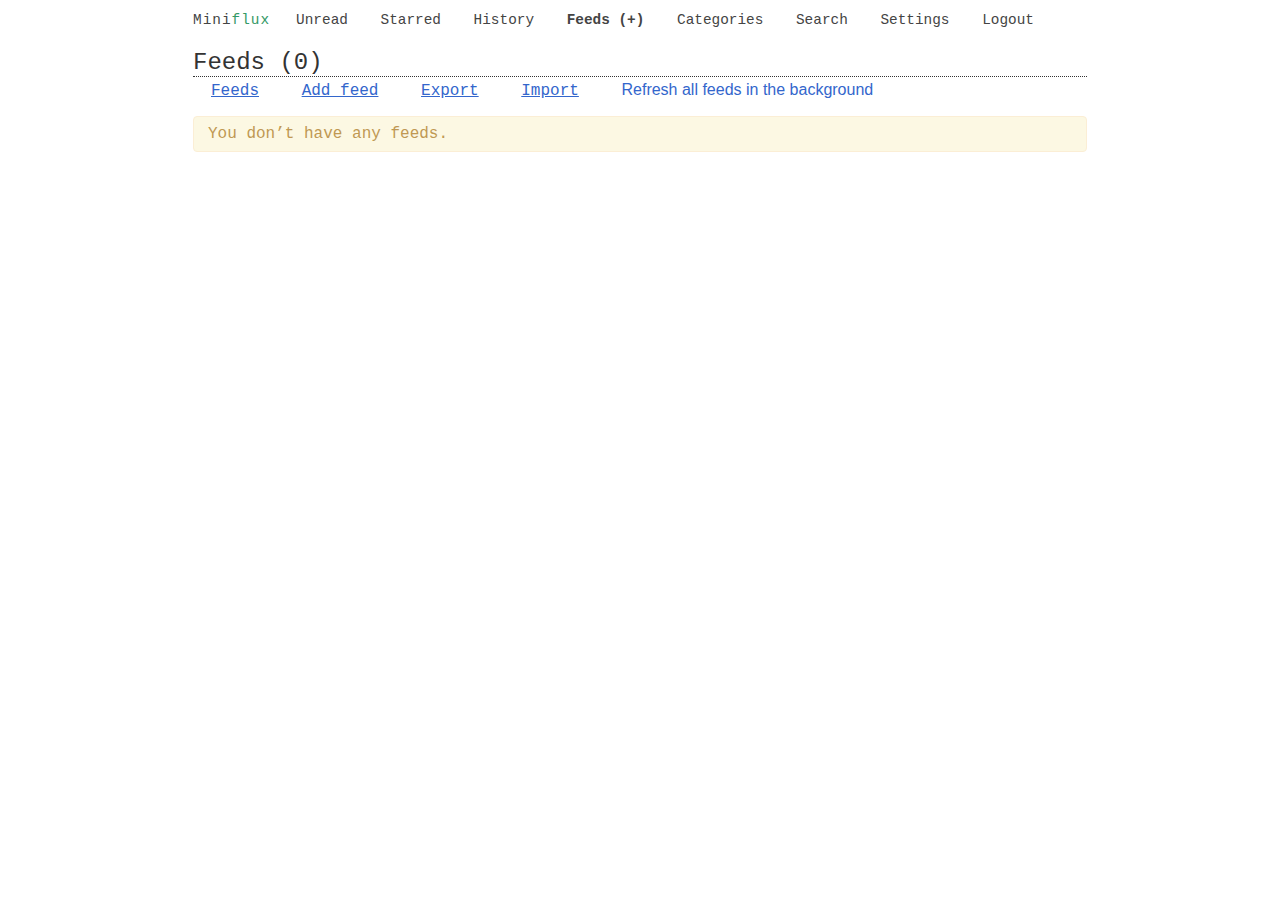 Miniflux Unread Starred History Feeds (+) Categories Search Settings Logout
Feeds (0)
Feeds Add feed Export Import Refresh all feeds in the background
You don’t have any feeds.